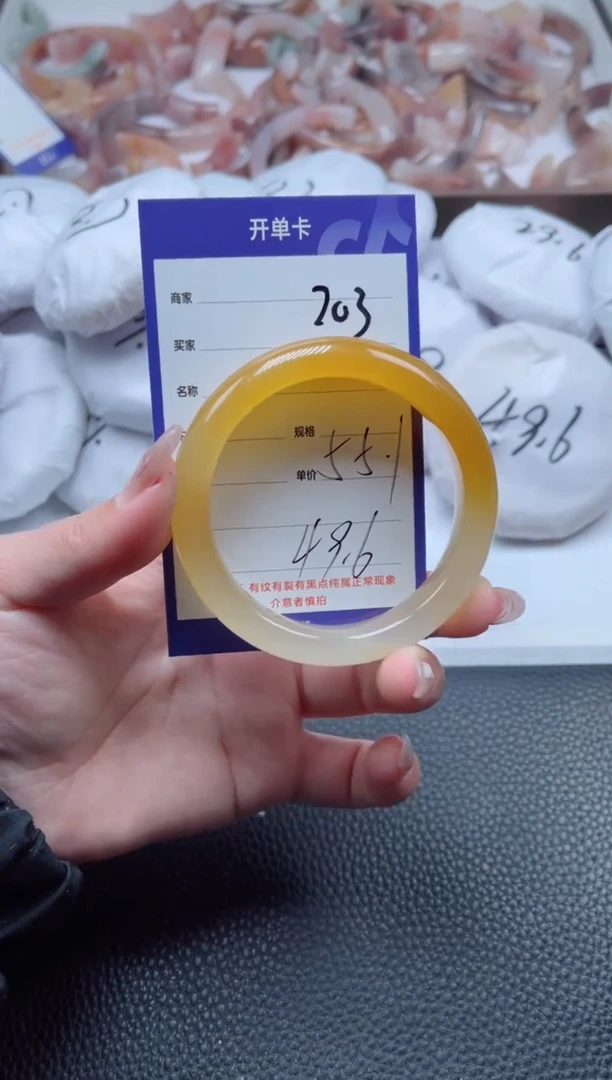 开单卡
商家 203
买家
名称
规格
单价 55.1
49.6
有纹有裂有黑点纯属正常现象
介意者慎拍
29.6
49.6